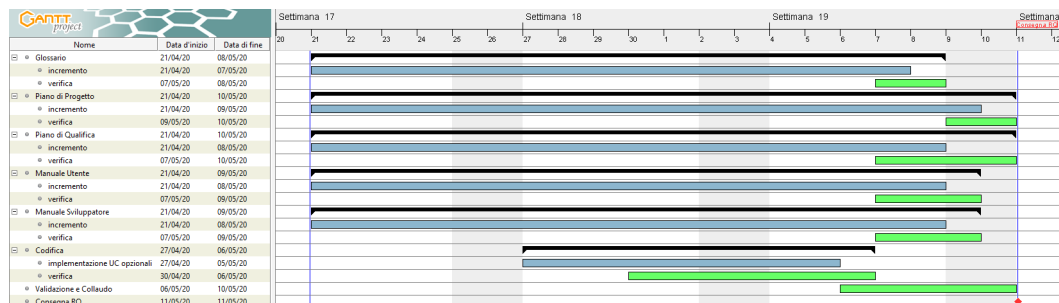 GANTT
project
Nome Data d'inizio Data di fine
Settimana 17 Settimana 18 Settimana 19 Settimana
Consegna RQ
20 21 22 23 24 25 26 27 28 29 30 1 2 3 4 5 6 7 8 9 10 11 12
Glossario 21/04/20 08/05/20
incremento 21/04/20 07/05/20
verifica 07/05/20 08/05/20
Piano di Progetto 21/04/20 10/05/20
incremento 21/04/20 09/05/20
verifica 09/05/20 10/05/20
Piano di Qualifica 21/04/20 10/05/20
incremento 21/04/20 08/05/20
verifica 07/05/20 10/05/20
Manuale Utente 21/04/20 09/05/20
incremento 21/04/20 08/05/20
verifica 07/05/20 09/05/20
Manuale Sviluppatore 21/04/20 09/05/20
incremento 21/04/20 08/05/20
verifica 07/05/20 09/05/20
Codifica 27/04/20 06/05/20
implementazione UC opzionali 27/04/20 05/05/20
verifica 30/04/20 06/05/20
Validazione e Collaudo 06/05/20 10/05/20
Consegna RQ 11/05/20 11/05/20